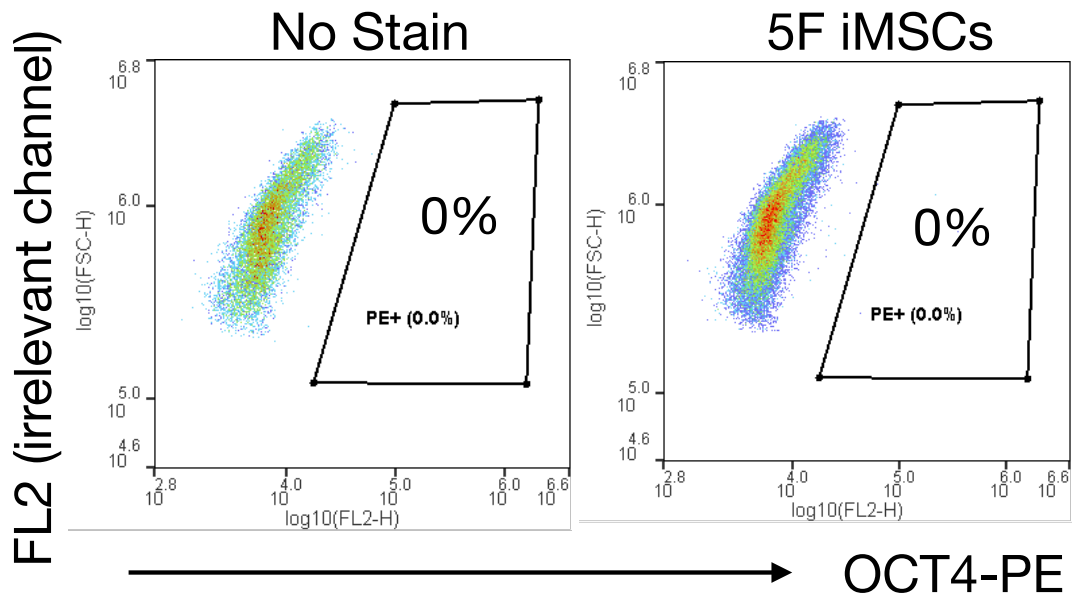 FL2 (irrelevant channel)
No Stain
10 6.8
10 6.0
10 5.0
10 4.6
log10(FSC-H)
0%
PE+ (0.0%)
10 2.8
10 4.0
10 5.0
10 6.0
10 6.6
log10(FL2-H)
5F iMSCs
10 6.8
10 6.0
10 5.0
10 4.6
log10(FSC-H)
0%
PE+ (0.0%)
10 2.8
10 4.0
10 5.0
10 6.0
10 6.6
log10(FL2-H)
OCT4-PE